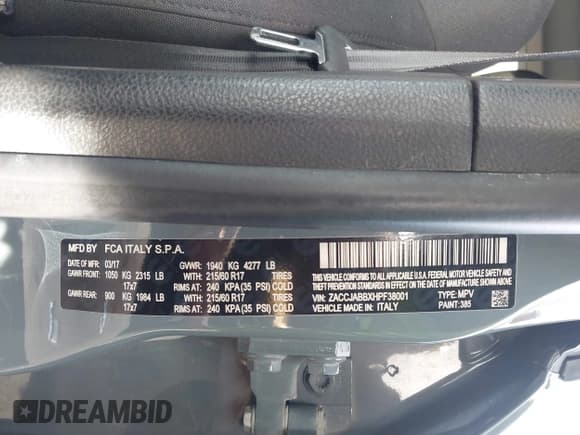 MFD BY FCA ITALY S.P.A.
DATE OF MFR: 03/17 GVWR: 1940 KG 4277 LB
GAWR FRONT: 1050 KG 2315 LB WITH: 215/60 R17 TIRES
17x7 RIMS AT: 240 KPA(35 PSI) COLD
GAWR REAR: 900 KG 1984 LB WITH: 215/60 R17 TIRES
17x7 RIMS AT: 240 KPA(35 PSI) COLD
THIS VEHICLE CONFORMS TO ALL APPLICABLE
FEDERAL MOTOR VEHICLE SAFETY, BUMPER,
AND THEFT PREVENTION STANDARDS IN EFFECT ON
THE DATE OF MANUFACTURE SHOWN ABOVE
VIN: ZACCJABBXHPF38001 TYPE: MPV
VEHICLE MADE IN: ITALY PAINT: 385
DREAMBID